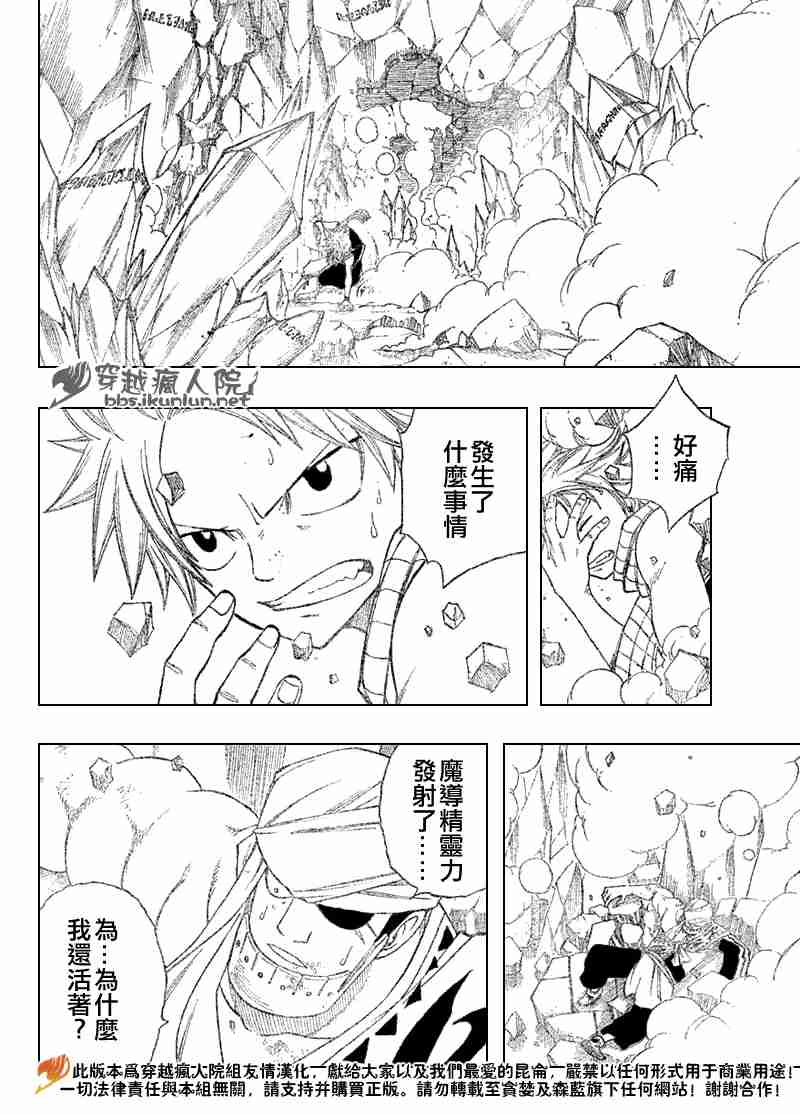 穿越瘋人院
bbs.ikunlun.net
好痛
……
發生了
什麼事情
魔導精靈力
發射了……
為…為什麼
我還活著？
此版本為穿越瘋人院組友情漢化，獻給大家以及我們最愛的昆侖，嚴禁以任何形式用于商業用途！
一切法律責任與本組無關，請支持并購買正版。請勿轉載至貪婪及森藍旗下任何網站！謝謝合作！